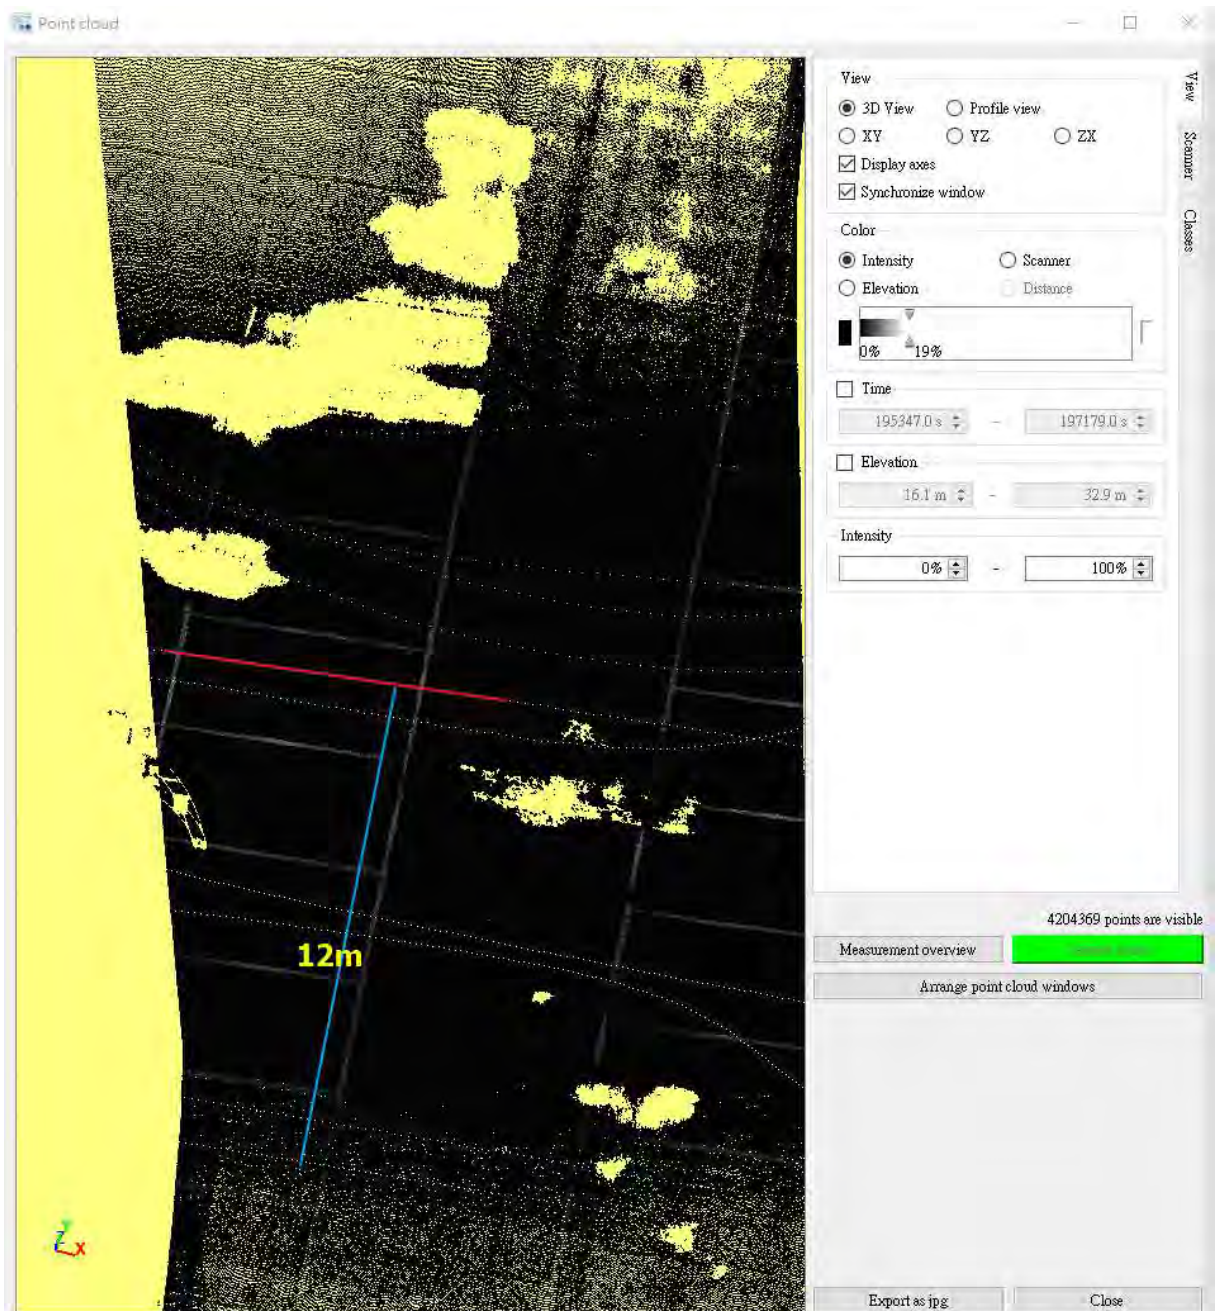 Point cloud
View
3D View
Profile view
XY
YZ
ZX
Display axes
Synchronize window
Color
Intensity
Scanner
Elevation
Distance
0%
19%
Time
195347.0 s
-
197179.0 s
Elevation
16.1 m
-
32.9 m
Intensity
0%
-
100%
View
Scanner
Classes
12m
Y
Z
X
4204369 points are visible
Measurement overview
Arrange point cloud windows
Export as jpg
Close